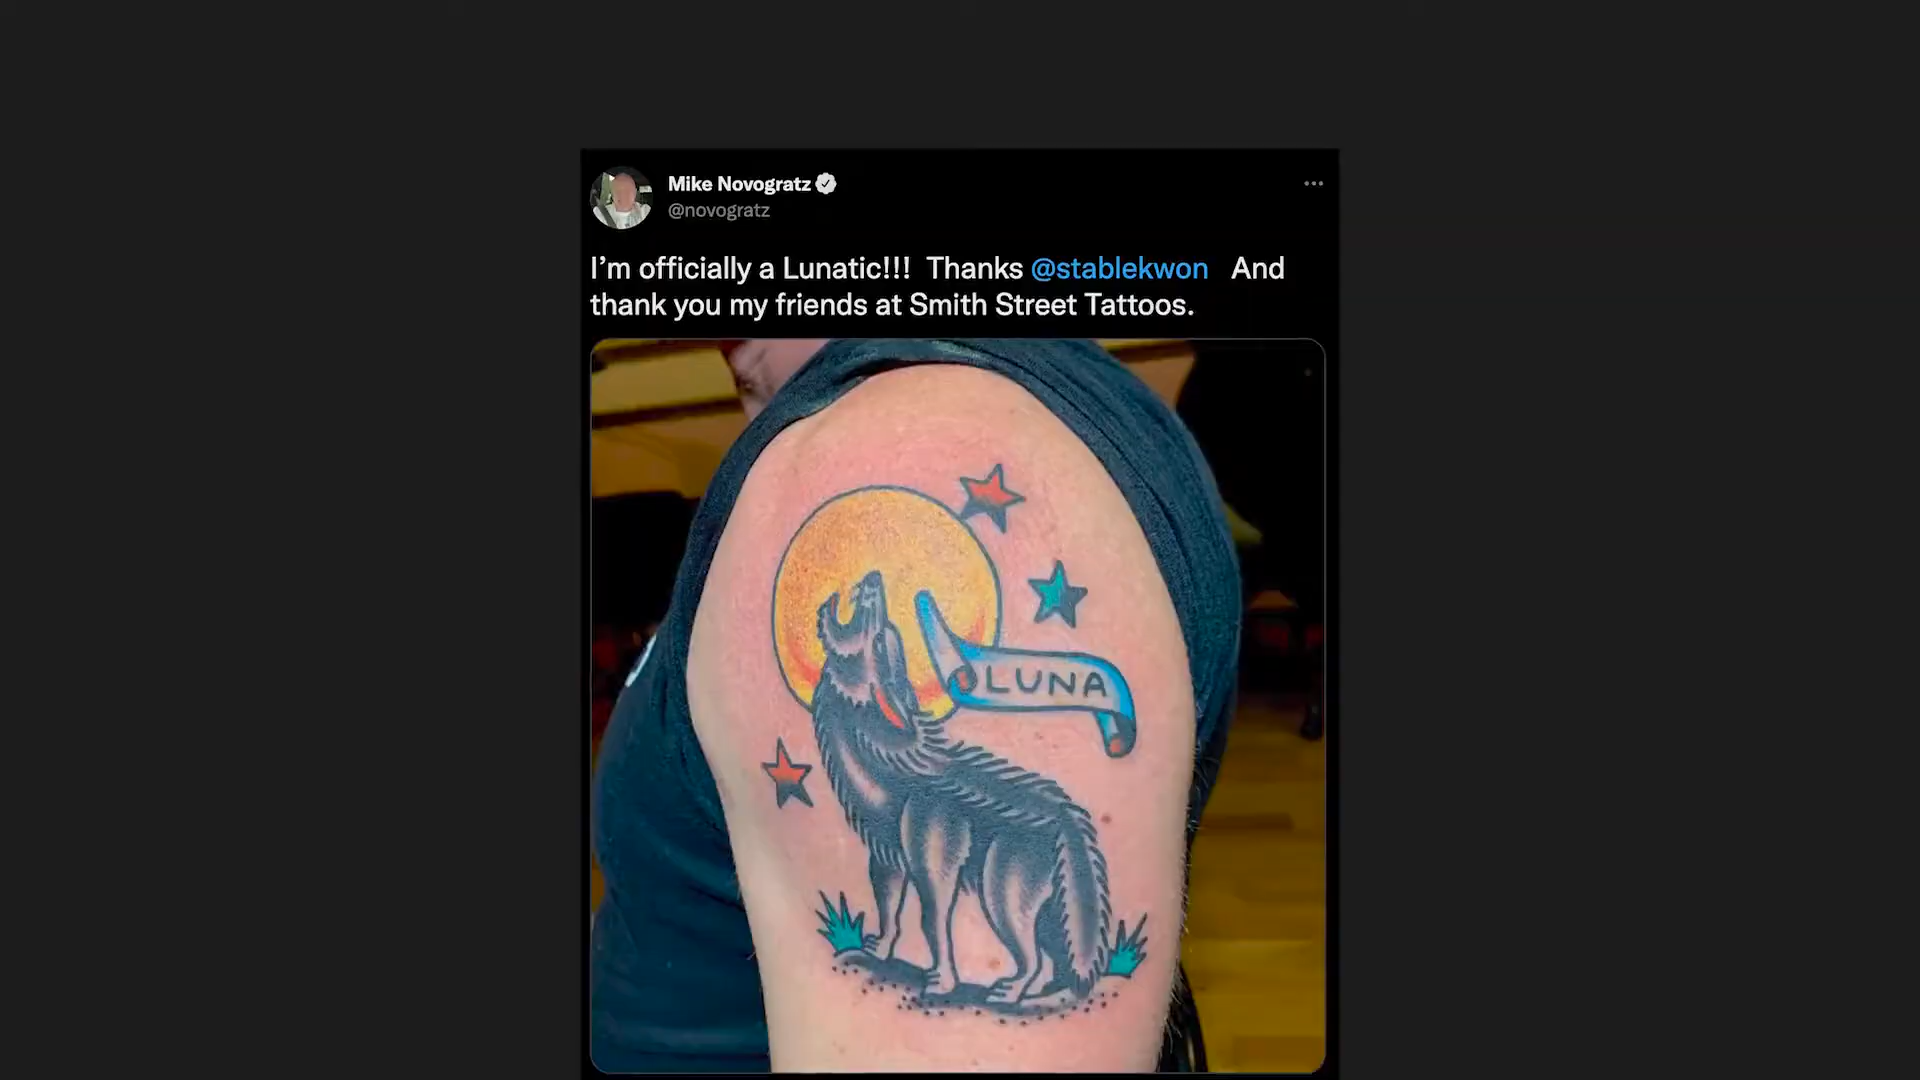 Mike Novogratz
@novogratz
I’m officially a Lunatic!!! Thanks @stablekwon And
thank you my friends at Smith Street Tattoos.
LUNA